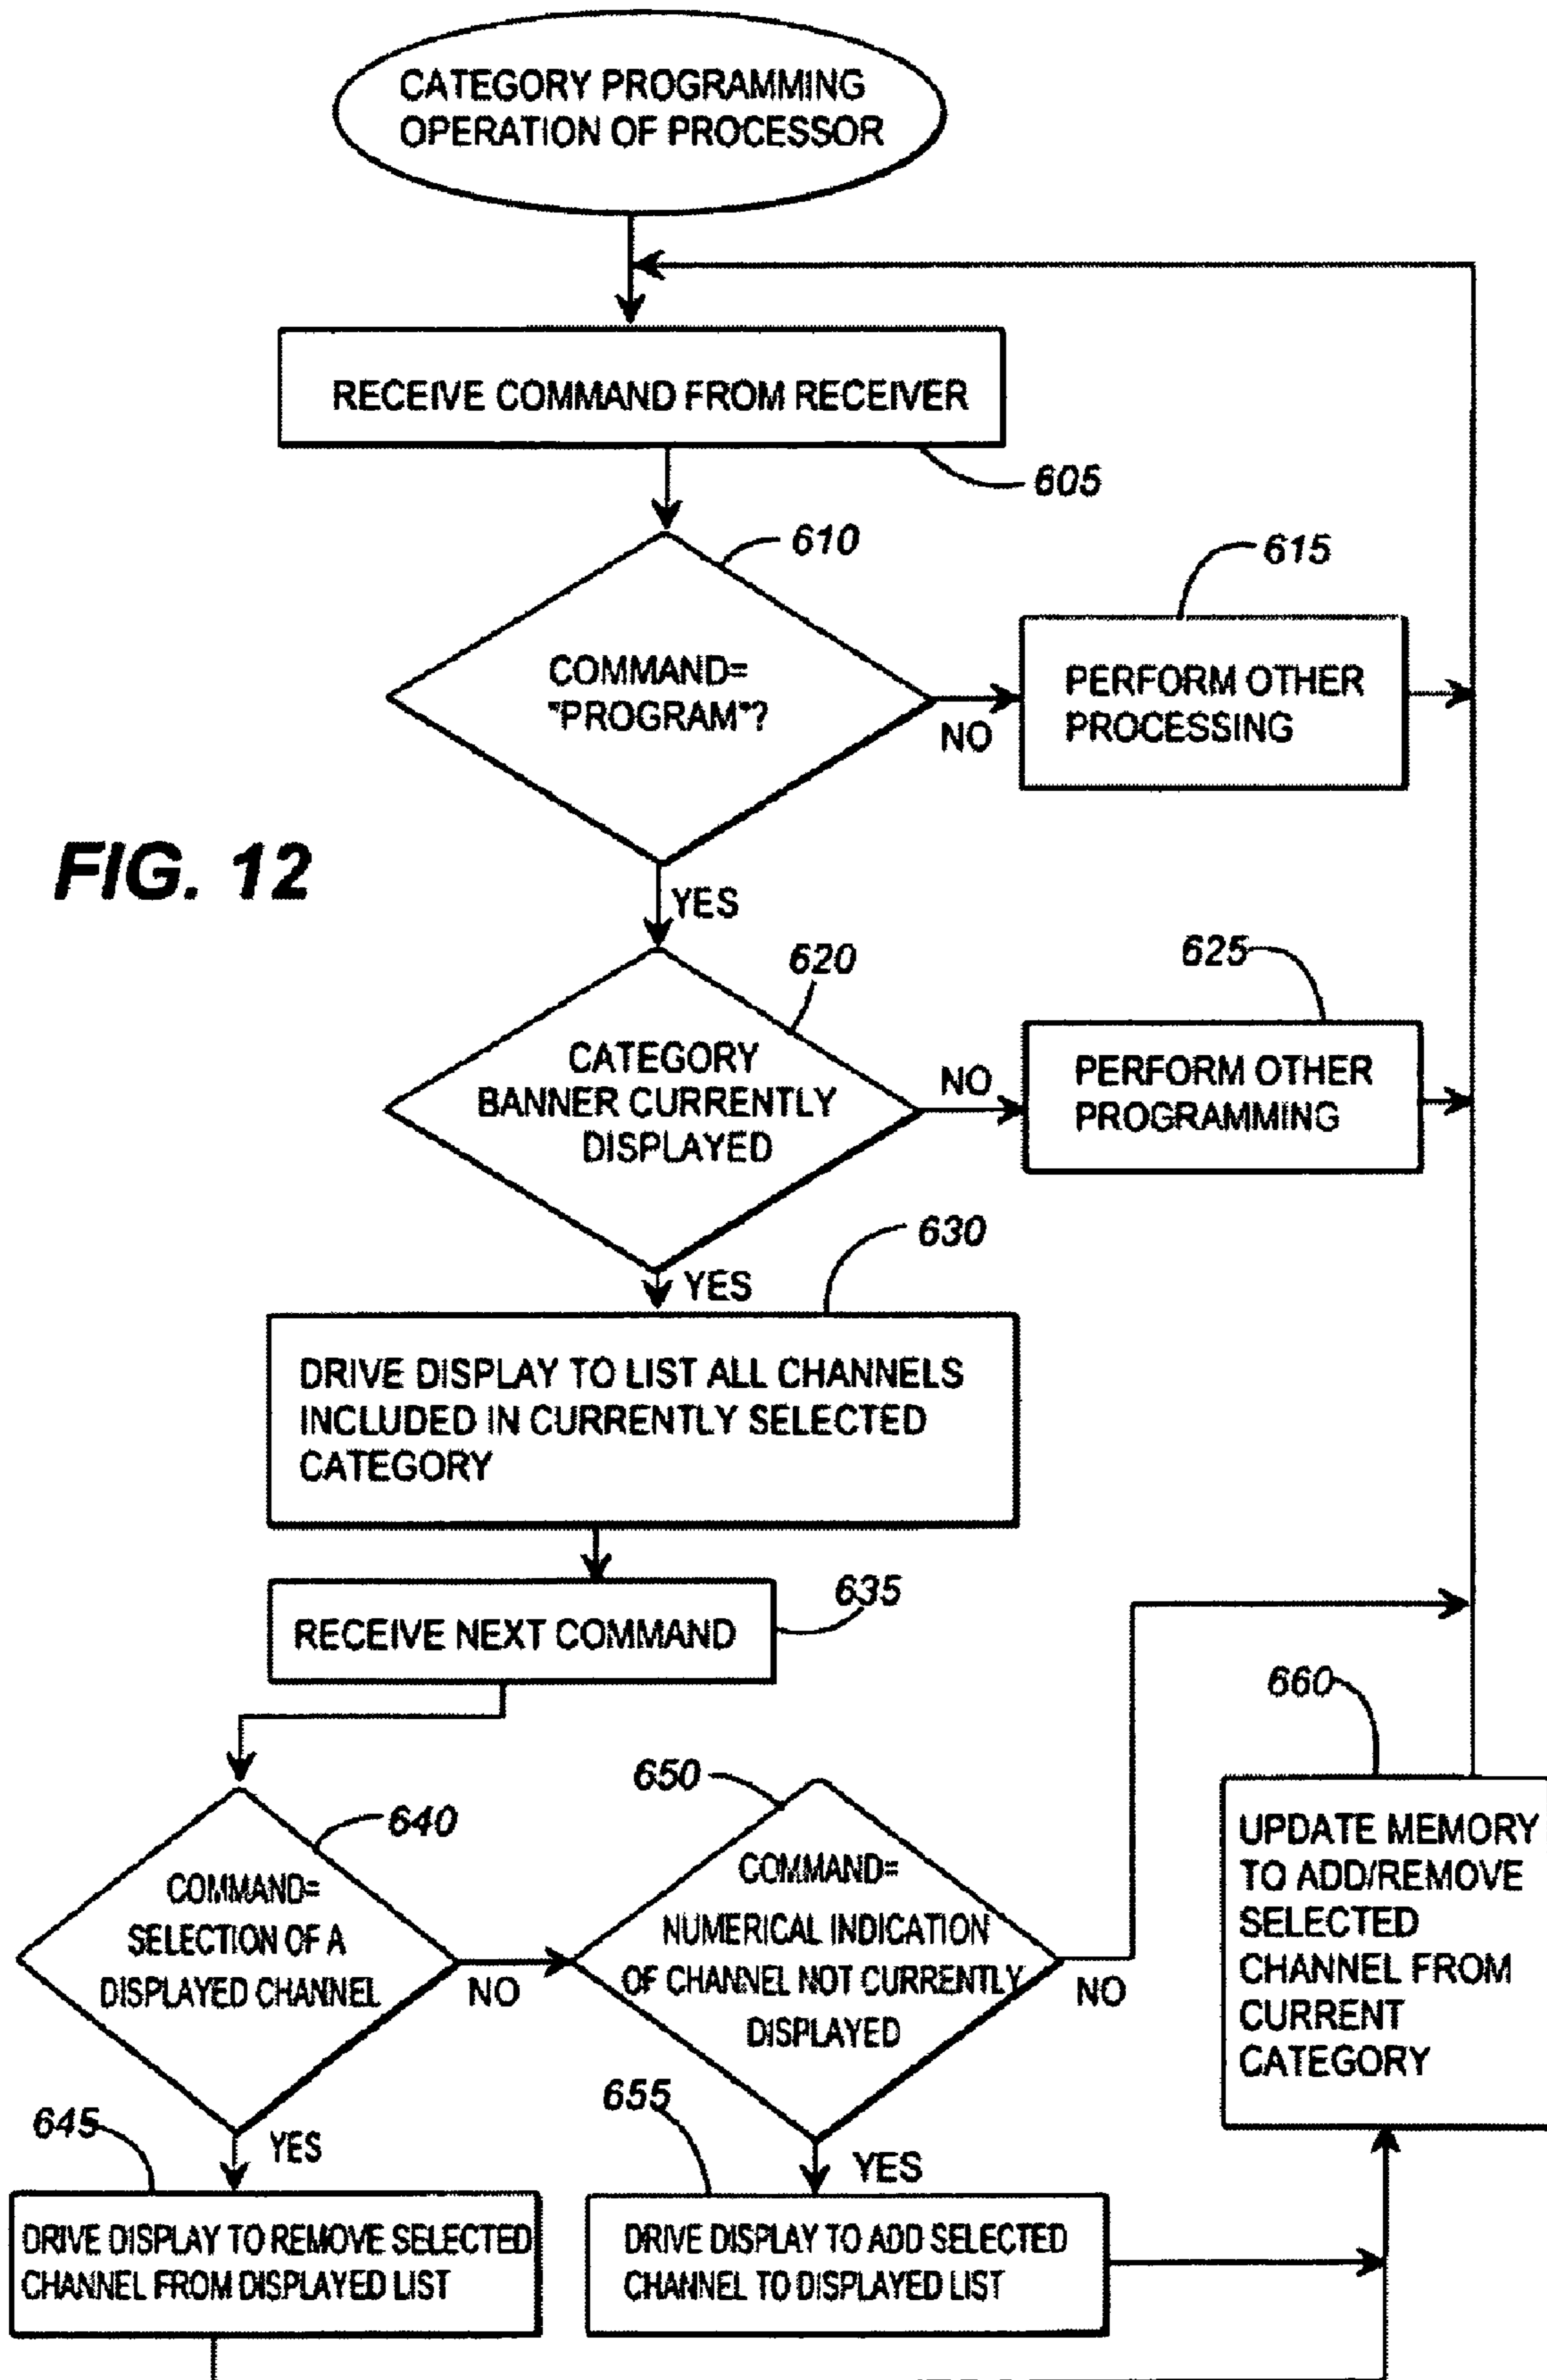 CATEGORY PROGRAMMING
OPERATION OF PROCESSOR
RECEIVE COMMAND FROM RECEIVER
605
610
COMMAND=
"PROGRAM"?
NO
615
PERFORM OTHER
PROCESSING
FIG. 12
YES
620
CATEGORY
BANNER CURRENTLY
DISPLAYED
NO
625
PERFORM OTHER
PROGRAMMING
YES
630
DRIVE DISPLAY TO LIST ALL CHANNELS
INCLUDED IN CURRENTLY SELECTED
CATEGORY
RECEIVE NEXT COMMAND
635
640
COMMAND=
SELECTION OF A
DISPLAYED CHANNEL
NO
650
COMMAND=
NUMERICAL INDICATION
OF CHANNEL NOT CURRENTLY
DISPLAYED
NO
660
UPDATE MEMORY
TO ADD/REMOVE
SELECTED
CHANNEL FROM
CURRENT
CATEGORY
645
YES
DRIVE DISPLAY TO REMOVE SELECTED
CHANNEL FROM DISPLAYED LIST
655
YES
DRIVE DISPLAY TO ADD SELECTED
CHANNEL TO DISPLAYED LIST